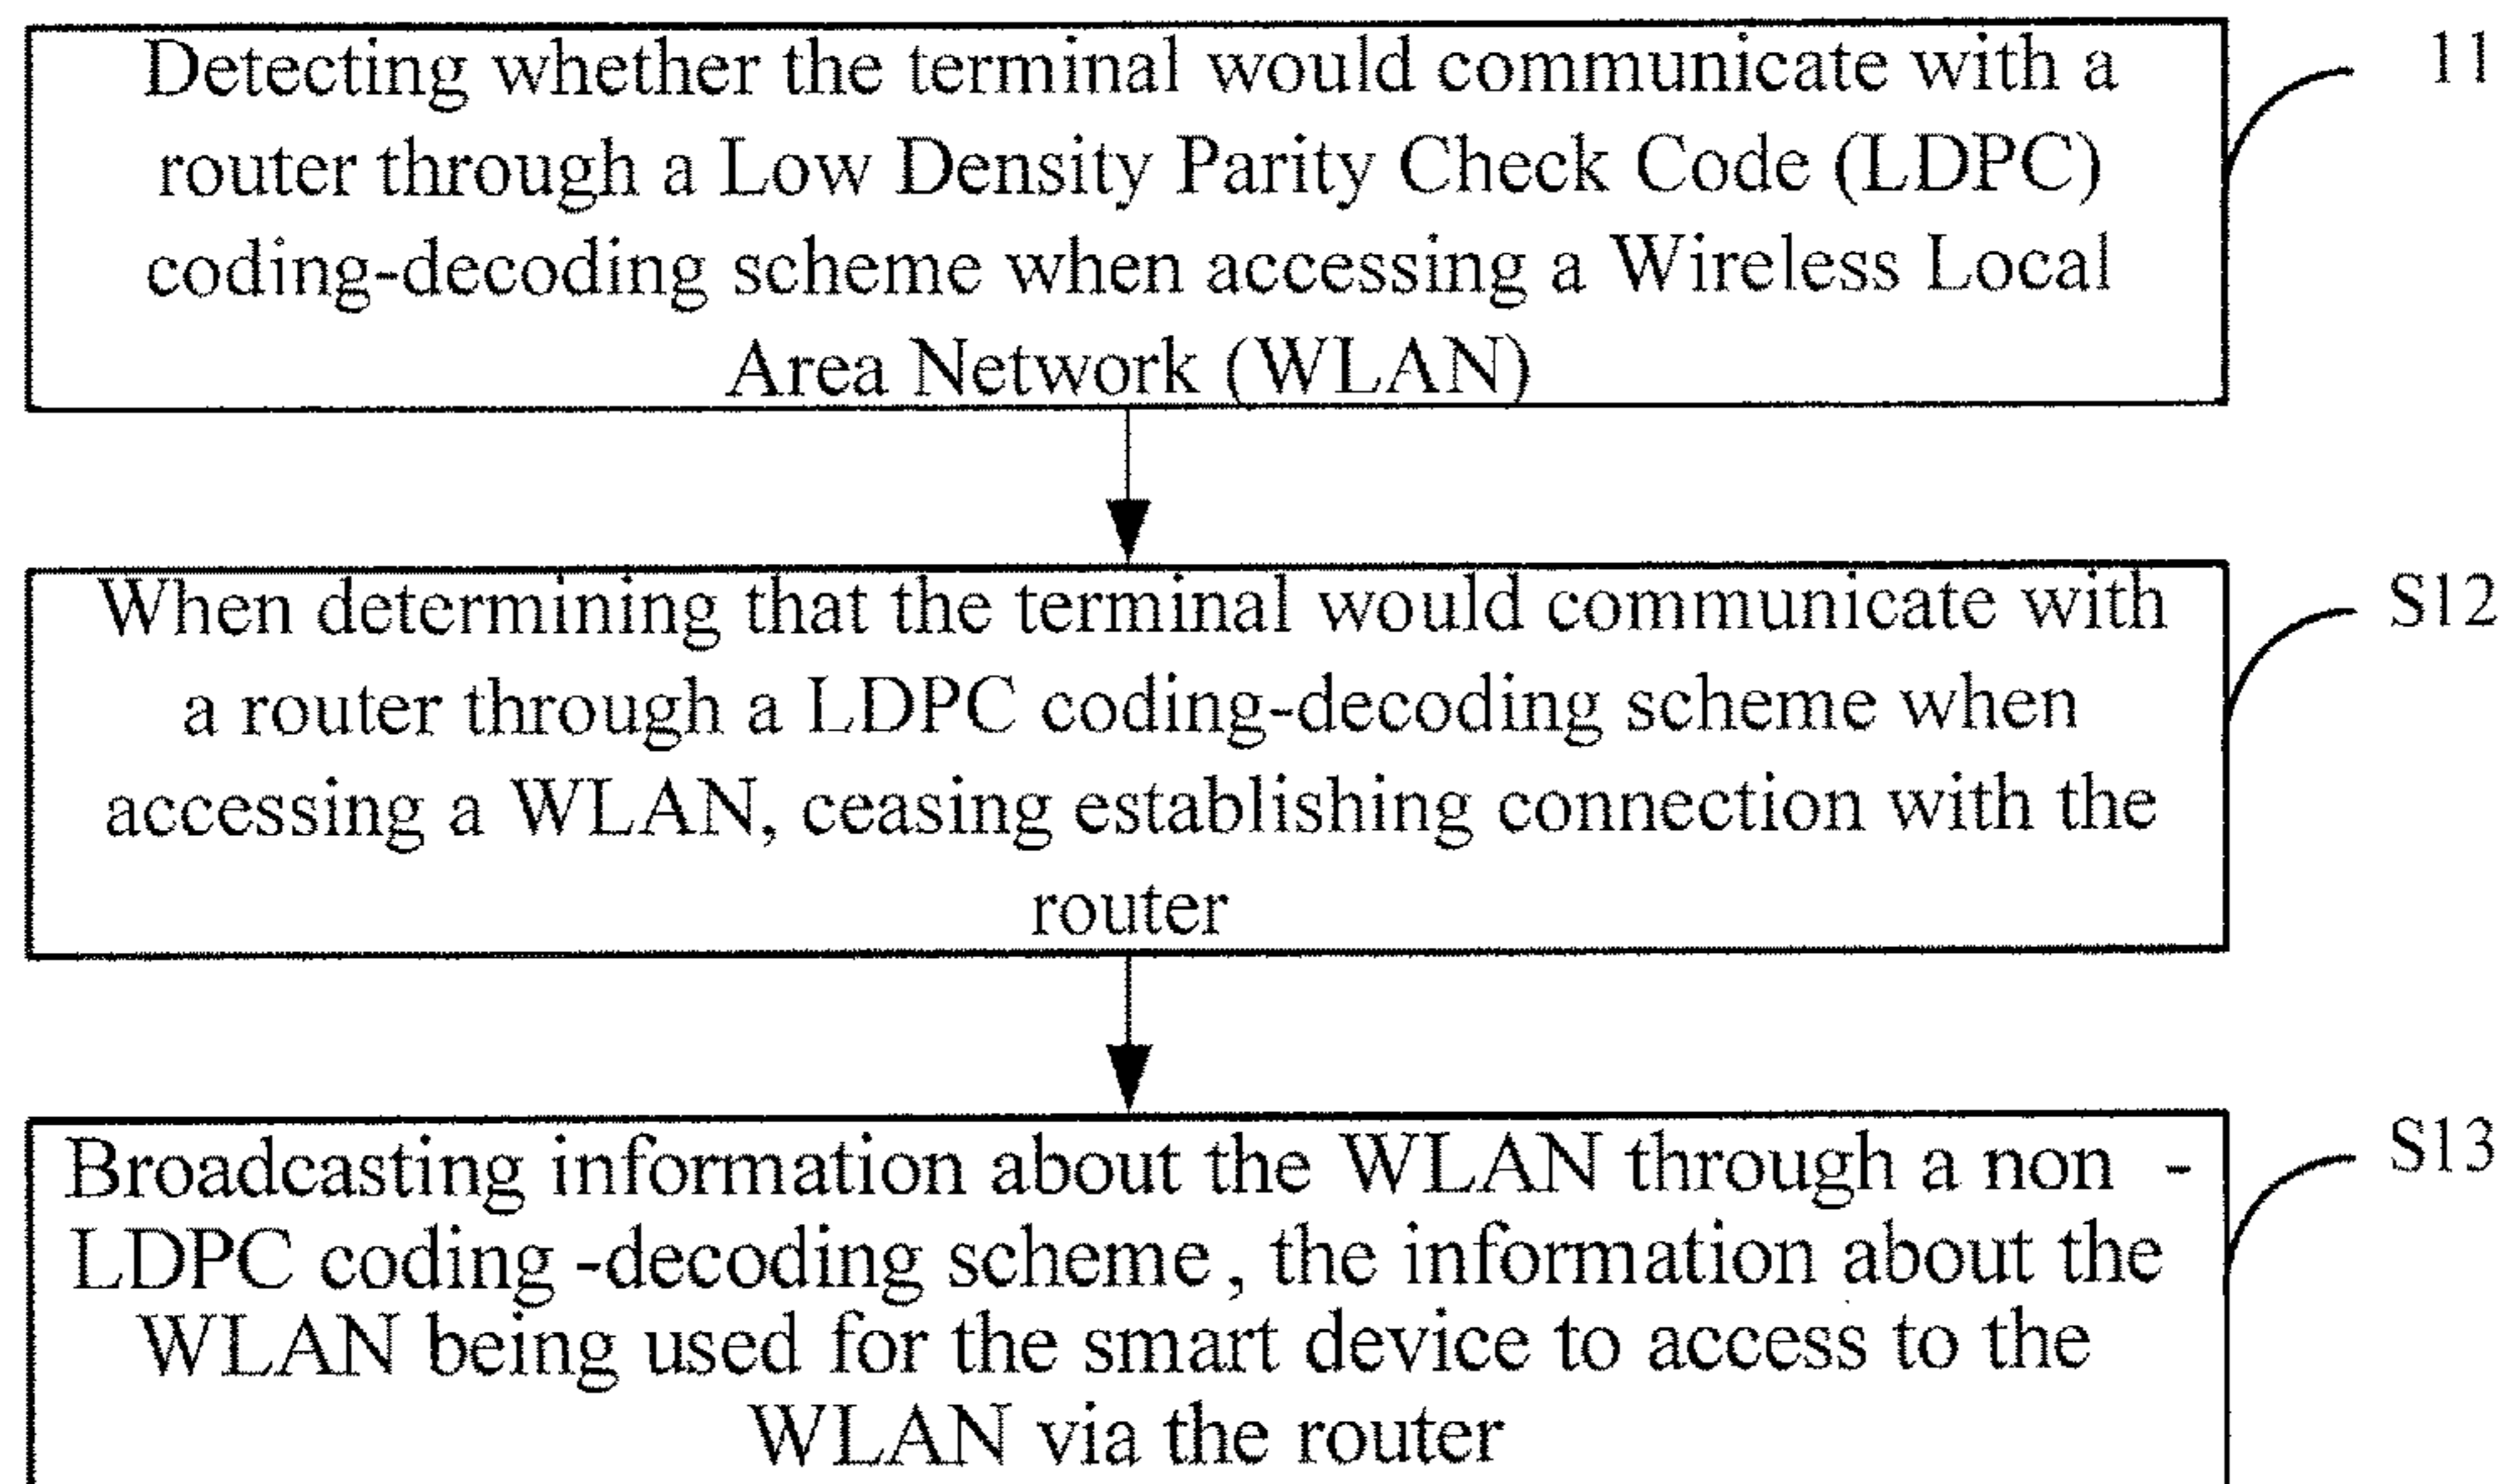 Detecting whether the terminal would communicate with a
11
router through a Low Density Parity Check Code (LDPC)
coding-decoding scheme when accessing a Wireless Local
Area Network (WLAN)
When determining that the terminal would communicate with
S12
a router through a LDPC coding-decoding scheme when
accessing a WLAN, ceasing establishing connection with the
router
Broadcasting information about the WLAN through a non -
S13
LDPC coding -decoding scheme, the information about the
WLAN being used for the smart device to access to the
WLAN via the router